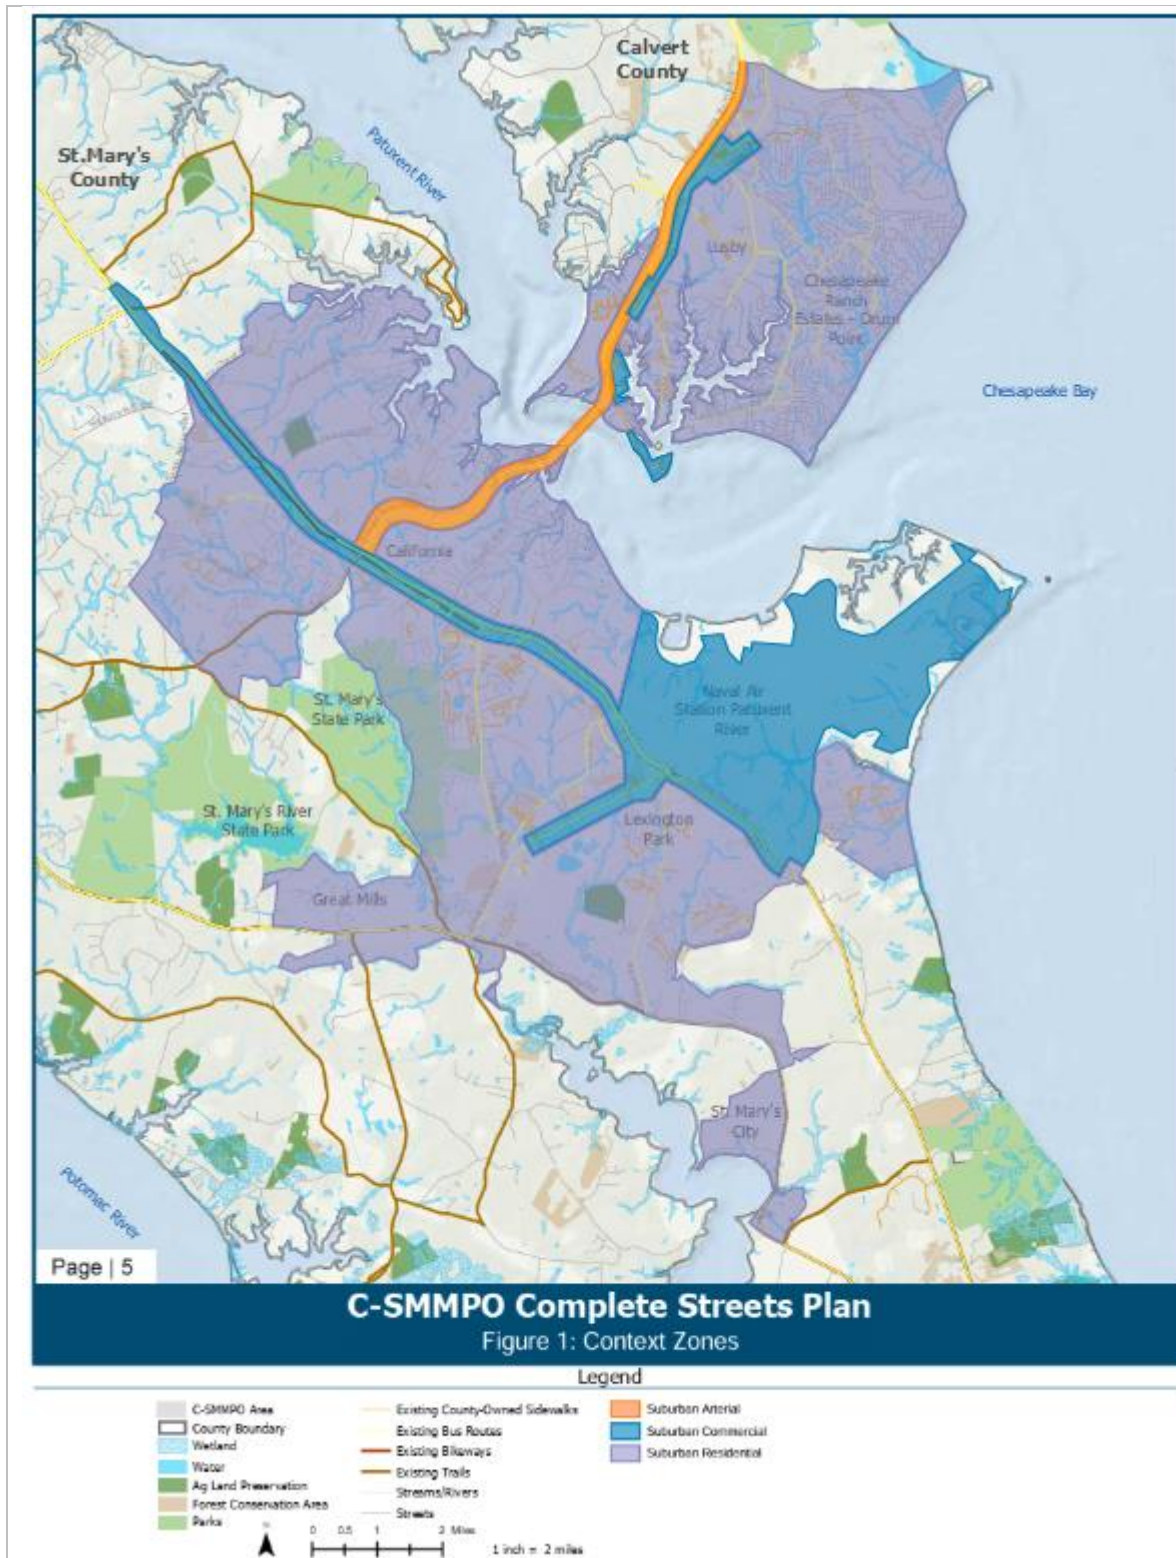 Calvert
County
St.Mary's
County
Patuxent River
Lusby
Chesapeake
Ranch
Estates - Drum
Point
Chesapeake Bay
California
St. Mary's
State Park
Naval Air
Station Patuxent
River
St. Mary's River
State Park
Lexington
Park
Great Mills
St. Mary's
City
Potomac River
Page | 5
C-SMMPO Complete Streets Plan
Figure 1: Context Zones
Legend
C-SMMPO Area
County Boundary
Wetland
Water
Ag Land Preservation
Forest Conservation Area
Parks
Existing County-Owned Sidewalks
Existing Bus Routes
Existing Bikeways
Existing Trails
Streams/Rivers
Streets
Suburban Arterial
Suburban Commercial
Suburban Residential
0 0.5 1 2 Miles
1 inch = 2 miles